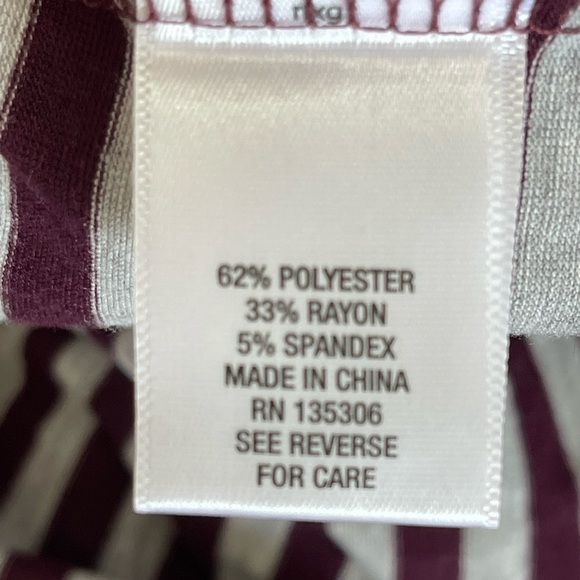 62% POLYESTER
33% RAYON
5% SPANDEX
MADE IN CHINA
RN 135306
SEE REVERSE
FOR CARE